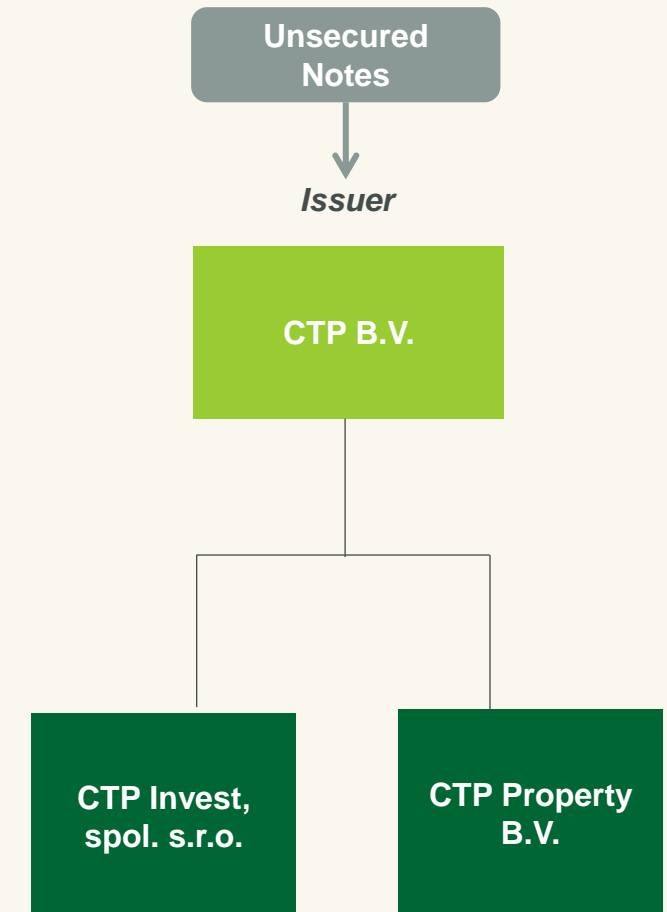 Unsecured
Notes
Issuer
CTP B.V.
CTP Invest,
spol. s.r.o.
CTP Property
B.V.